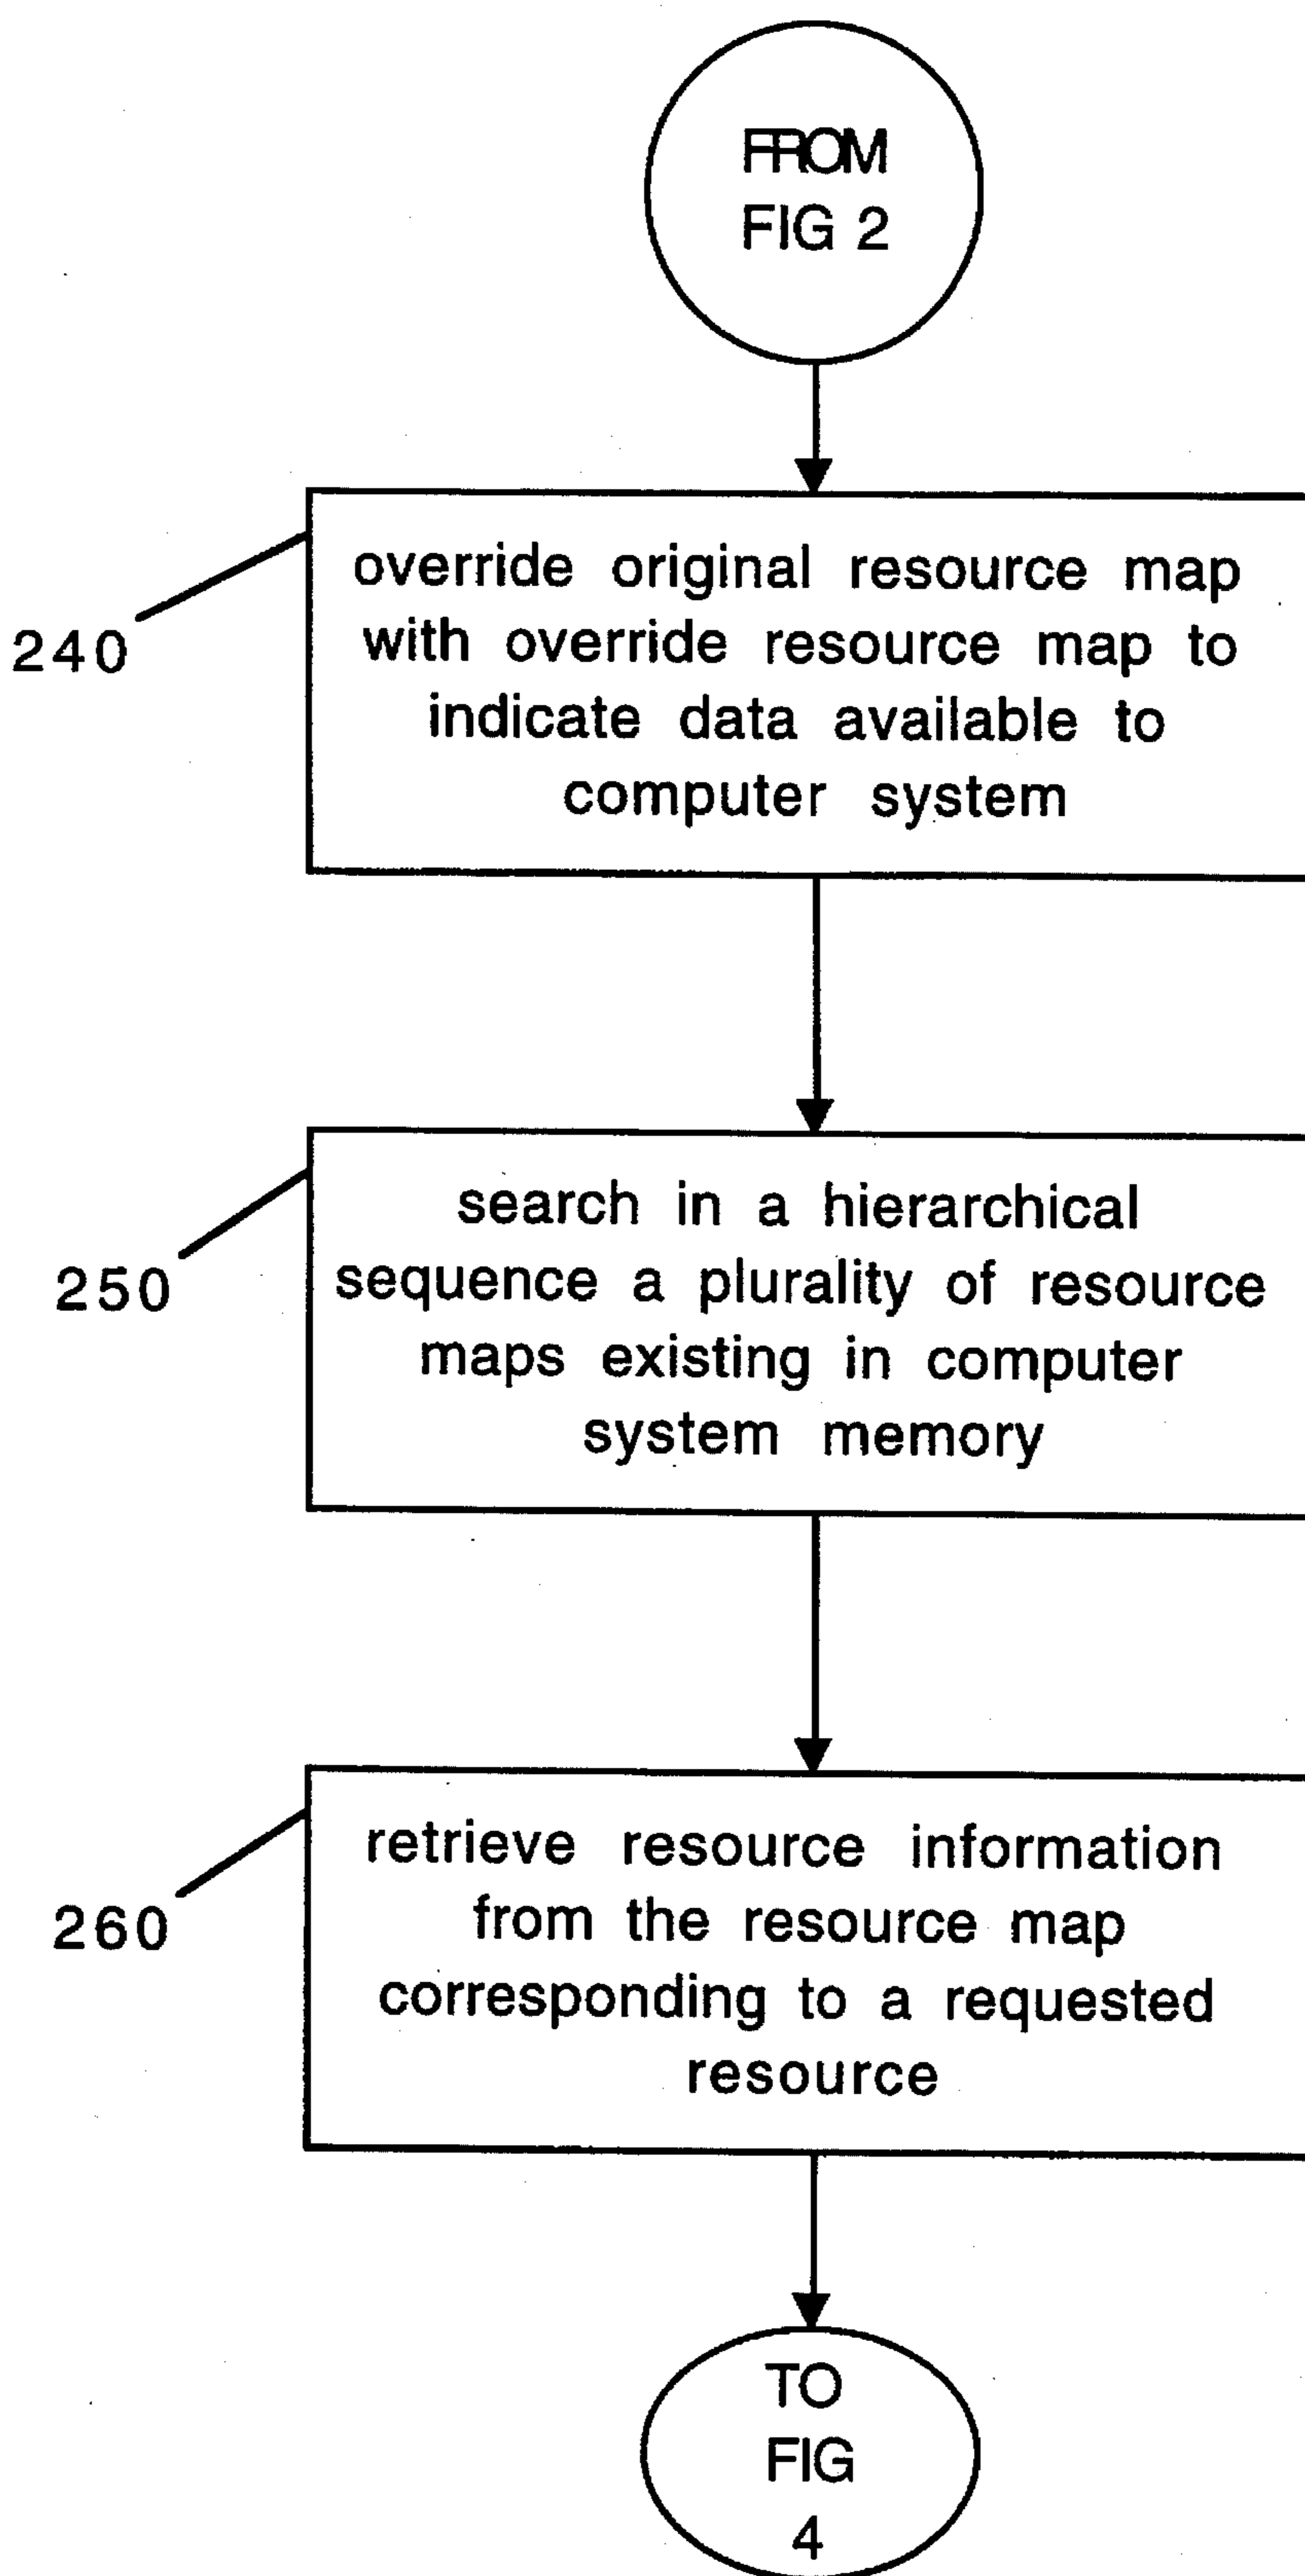 FROM
FIG 2
override original resource map
with override resource map to
indicate data available to
computer system
240
search in a hierarchical
sequence a plurality of resource
maps existing in computer
system memory
250
retrieve resource information
from the resource map
corresponding to a requested
resource
260
TO
FIG
4